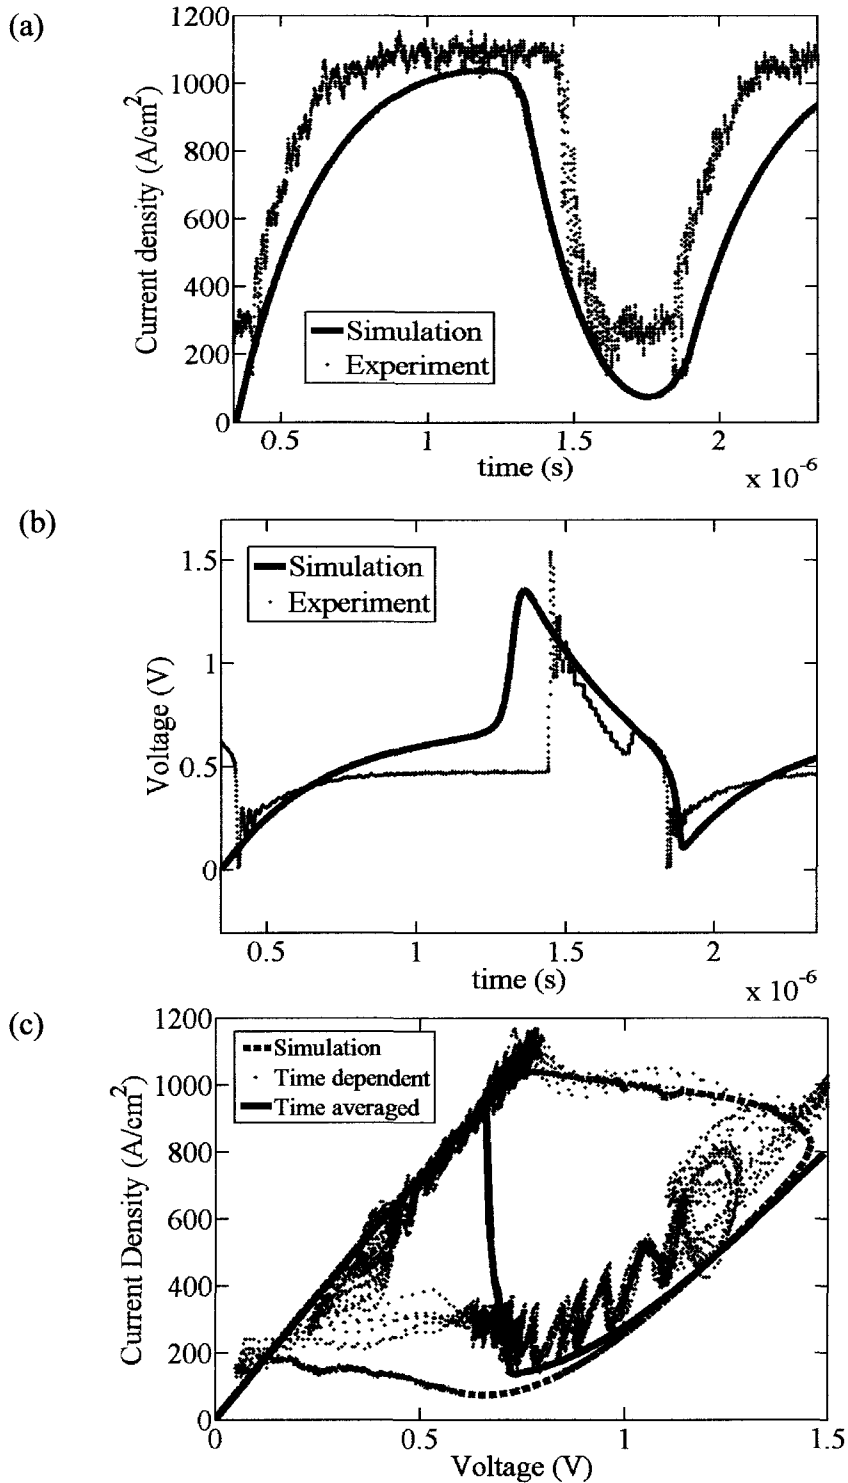 (a)
1200
1000
800
600
400
200
0
Current density (A/cm²)
Simulation
Experiment
0.5 1 1.5 2
time (s)
x 10⁻⁶
(b)
1.5
1
0.5
0
Voltage (V)
Simulation
Experiment
0.5 1 1.5 2
time (s)
x 10⁻⁶
(c)
1200
1000
800
600
400
200
0
Current Density (A/cm²)
Simulation
Time dependent
Time averaged
0 0.5 1 1.5
Voltage (V)